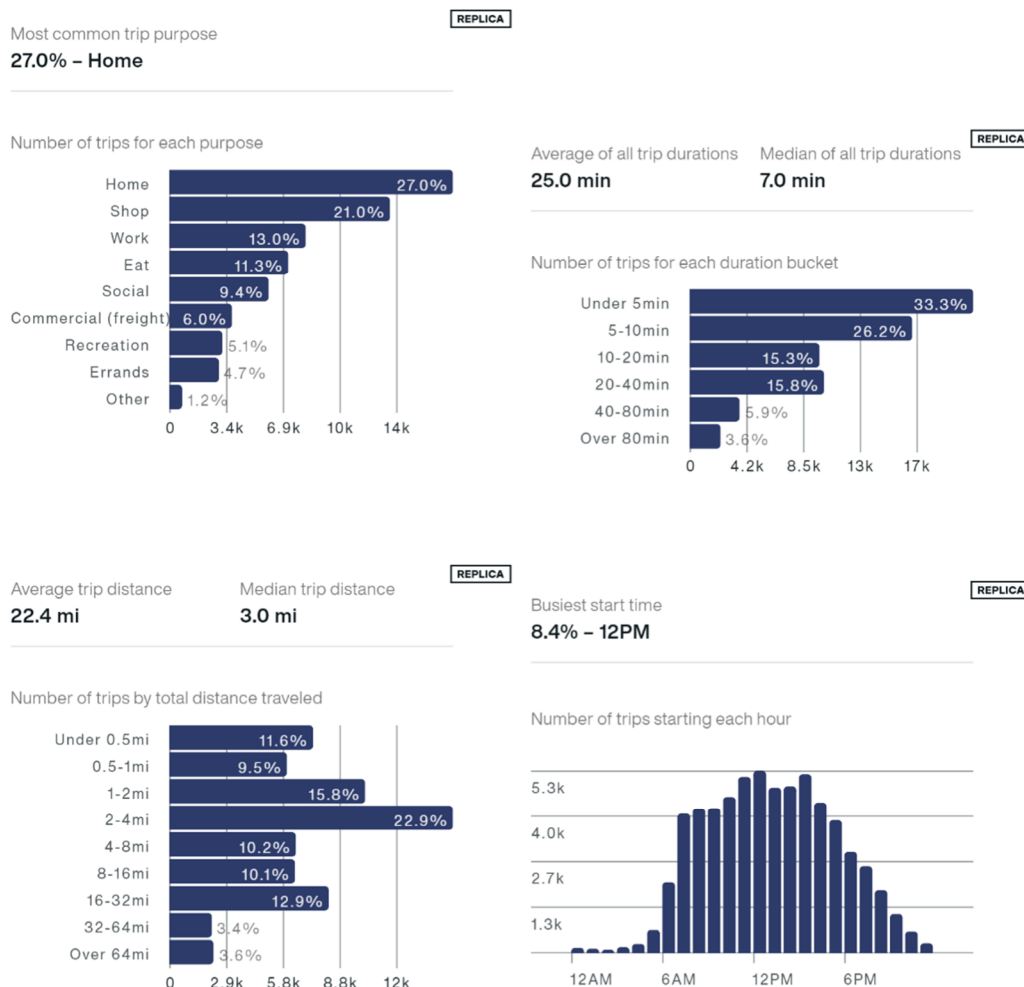 REPLICA
Most common trip purpose
27.0% – Home
Number of trips for each purpose
Home 27.0%
Shop 21.0%
Work 13.0%
Eat 11.3%
Social 9.4%
Commercial (freight) 6.0%
Recreation 5.1%
Errands 4.7%
Other 1.2%
0 3.4k 6.9k 10k 14k
REPLICA
Average of all trip durations Median of all trip durations
25.0 min 7.0 min
Number of trips for each duration bucket
Under 5min 33.3%
5-10min 26.2%
10-20min 15.3%
20-40min 15.8%
40-80min 5.9%
Over 80min 3.6%
0 4.2k 8.5k 13k 17k
REPLICA
Average trip distance Median trip distance
22.4 mi 3.0 mi
Number of trips by total distance traveled
Under 0.5mi 11.6%
0.5-1mi 9.5%
1-2mi 15.8%
2-4mi 22.9%
4-8mi 10.2%
8-16mi 10.1%
16-32mi 12.9%
32-64mi 3.4%
Over 64mi 3.6%
0 2.9k 5.8k 8.8k 12k
REPLICA
Busiest start time
8.4% – 12PM
Number of trips starting each hour
5.3k
4.0k
2.7k
1.3k
12AM 6AM 12PM 6PM